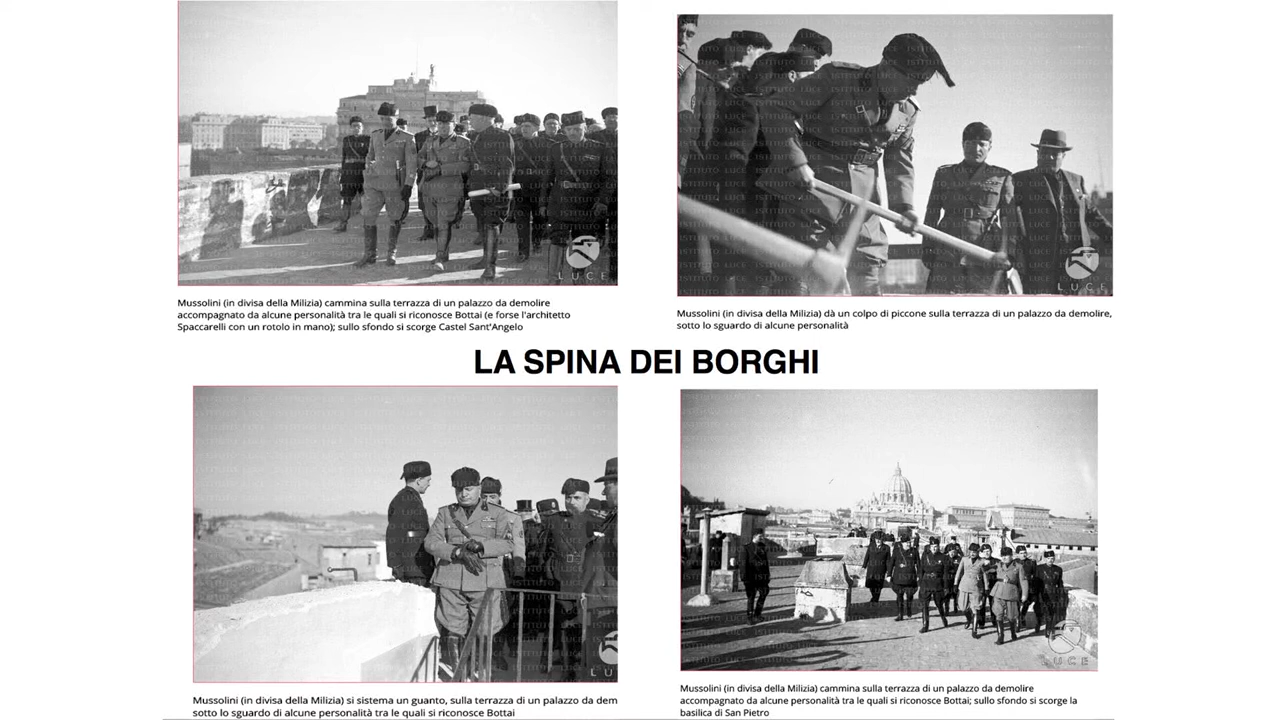 LUCE
LUCE
Mussolini (in divisa della Milizia) cammina sulla terrazza di un palazzo da demolire
accompagnato da alcune personalità tra le quali si riconosce Bottai (e forse l'architetto
Spaccarelli con un rotolo in mano); sullo sfondo si scorge Castel Sant'Angelo
Mussolini (in divisa della Milizia) dà un colpo di piccone sulla terrazza di un palazzo da demolire,
sotto lo sguardo di alcune personalità
LA SPINA DEI BORGHI
LU
LUCE
Mussolini (in divisa della Milizia) si sistema un guanto, sulla terrazza di un palazzo da dem
sotto lo sguardo di alcune personalità tra le quali si riconosce Bottai
Mussolini (in divisa della Milizia) cammina sulla terrazza di un palazzo da demolire
accompagnato da alcune personalità tra le quali si riconosce Bottai; sullo sfondo si scorge la
basilica di San Pietro